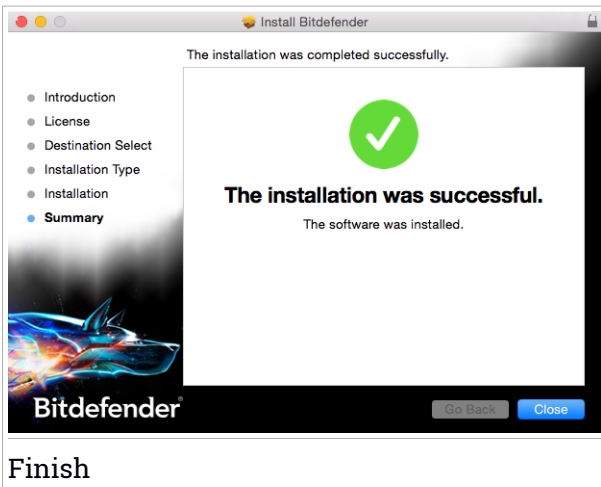 Install Bitdefender
The installation was completed successfully.
Introduction
License
Destination Select
Installation Type
Installation
Summary
The installation was successful.
The software was installed.
Bitdefender
Go Back
Close
Finish